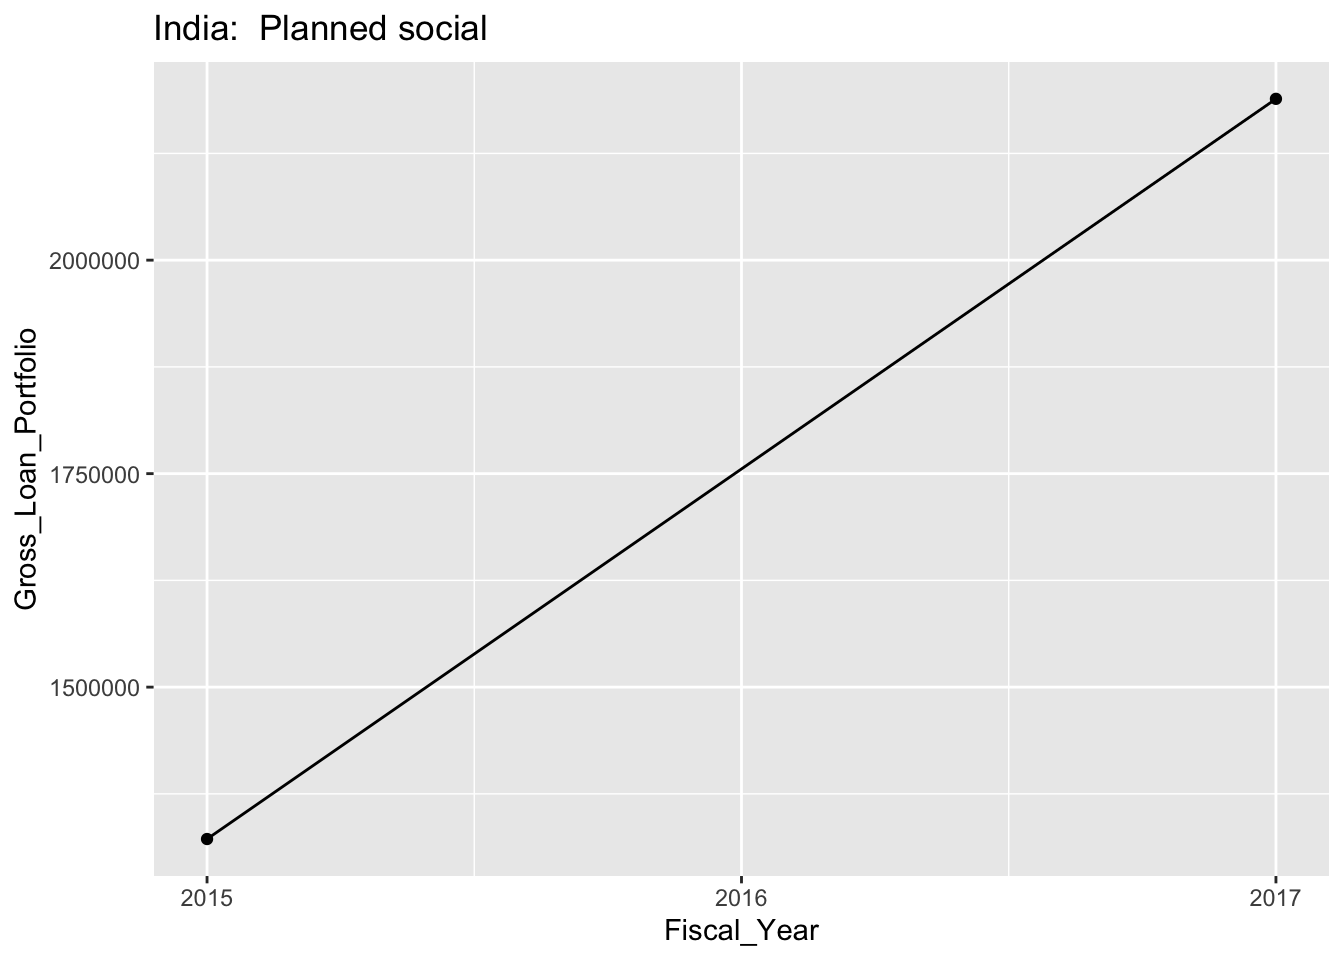 India:  Planned social
Gross_Loan_Portfolio
2000000
1750000
1500000
2015
2016
2017
Fiscal_Year